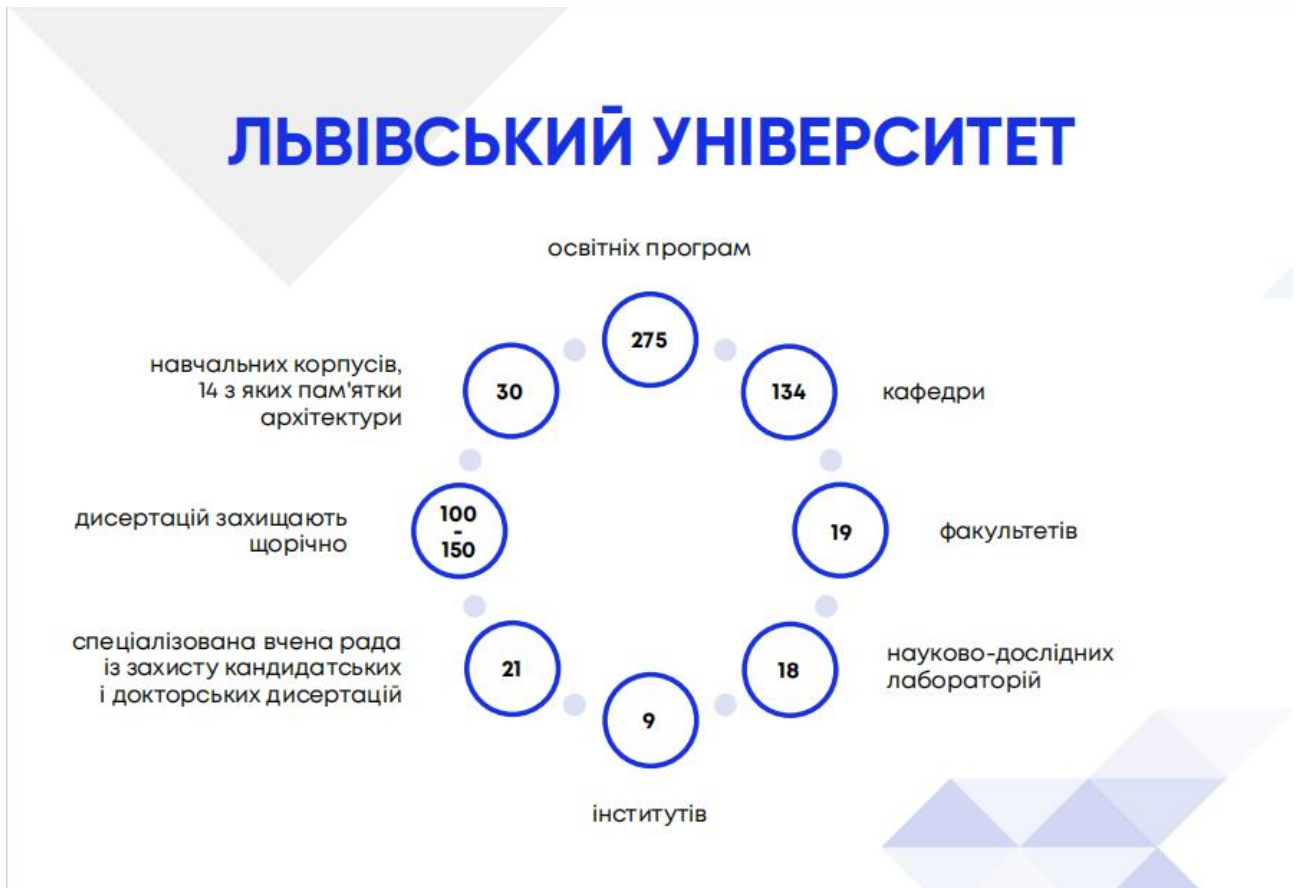 ЛЬВІВСЬКИЙ УНІВЕРСИТЕТ
освітніх програм
275
134
кафедри
19
факультетів
18
науково-дослідних
лабораторій
9
інститутів
21
спеціалізована вчена рада
із захисту кандидатських
і докторських дисертацій
100
-
150
дисертацій захищають
щорічно
30
навчальних корпусів,
14 з яких пам'ятки
архітектури